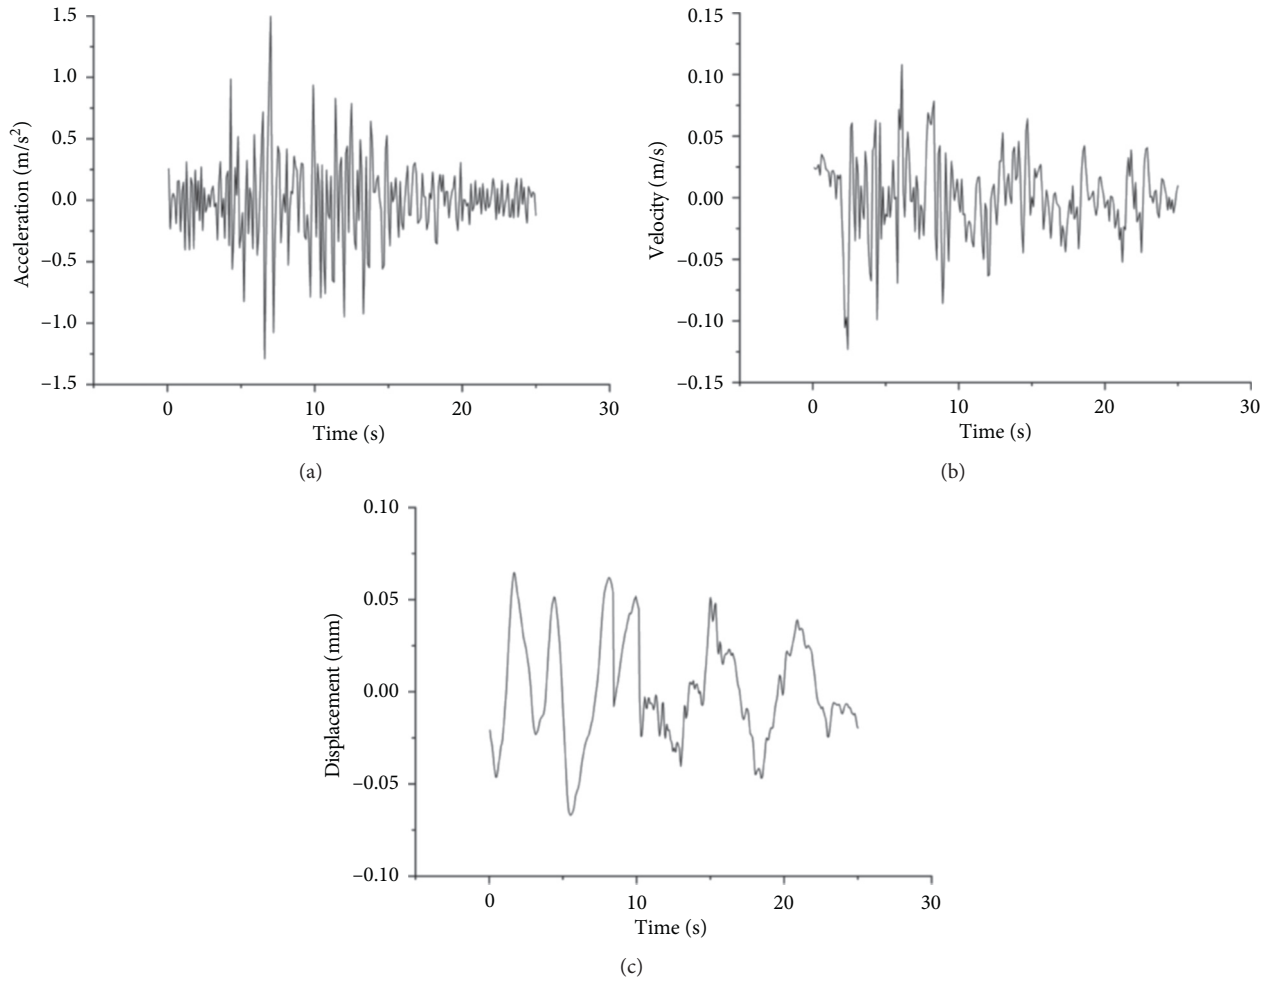 1.5
1.0
0.5
0.0
–0.5
–1.0
–1.5
Acceleration (m/s2)
0 10 20 30
Time (s)
(a)
0.15
0.10
0.05
0.00
–0.05
–0.10
–0.15
Velocity (m/s)
0 10 20 30
Time (s)
(b)
0.10
0.05
0.00
–0.05
–0.10
Displacement (mm)
0 10 20 30
Time (s)
(c)